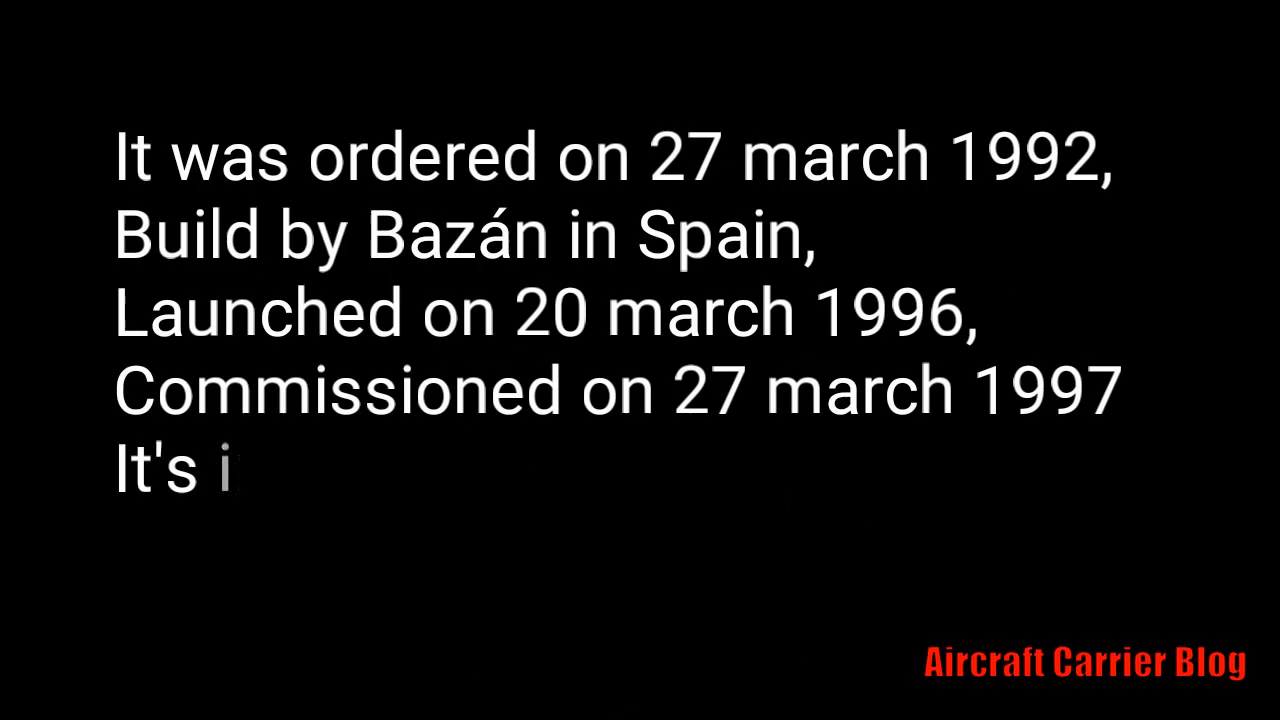 It was ordered on 27 march 1992,
Build by Bazán in Spain,
Launched on 20 march 1996,
Commissioned on 27 march 1997
It's i
Aircraft Carrier Blog